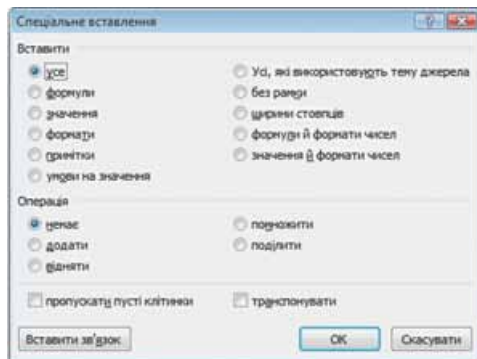 Спеціальне вставлення
Вставити
усе
Усі, які використовують тему джерела
формули
без рамки
значення
ширини стовпців
формати
формули й формати чисел
примітки
значення й формати чисел
умови на значення
Операція
немає
помножити
додати
поділити
відняти
пропускати пусті клітинки
транспонувати
Вставити зв'язок
ОК
Скасувати